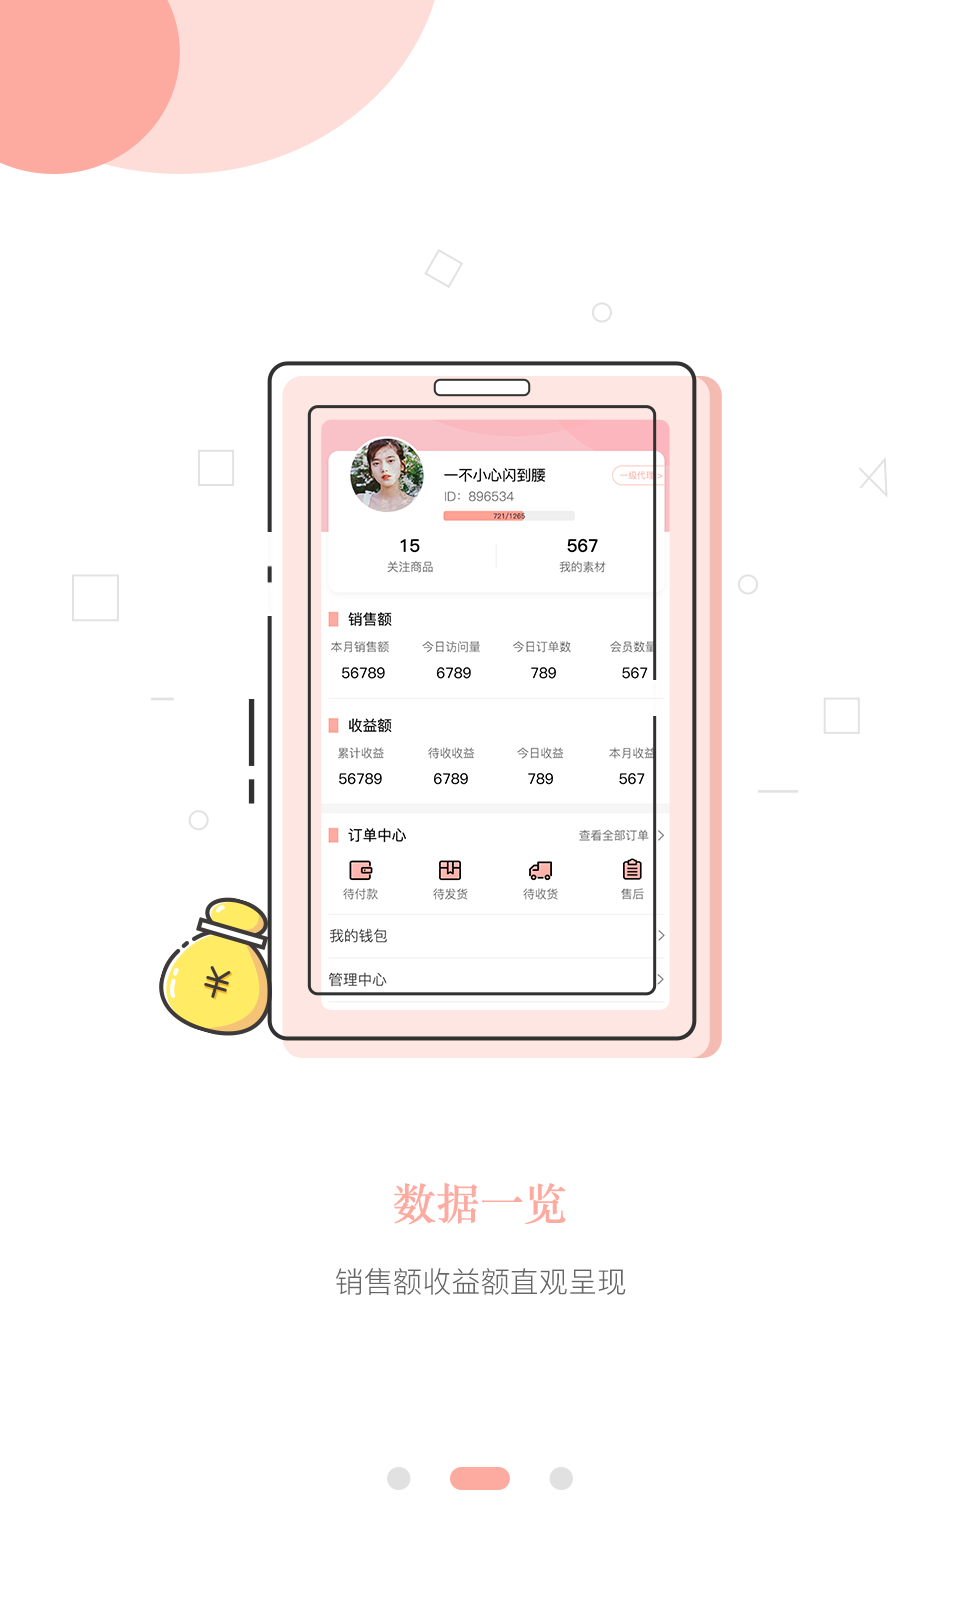 一不小心闪到腰
一级代理 >
ID：896534
721/1265
15 567
关注商品 我的素材
销售额
本月销售额 今日访问量 今日订单数 会员数量
56789 6789 789 567
收益额
累计收益 待收收益 今日收益 本月收益
56789 6789 789 567
订单中心 查看全部订单 >
待付款 待发货 待收货 售后
我的钱包 >
管理中心 >
数据一览
销售额收益额直观呈现